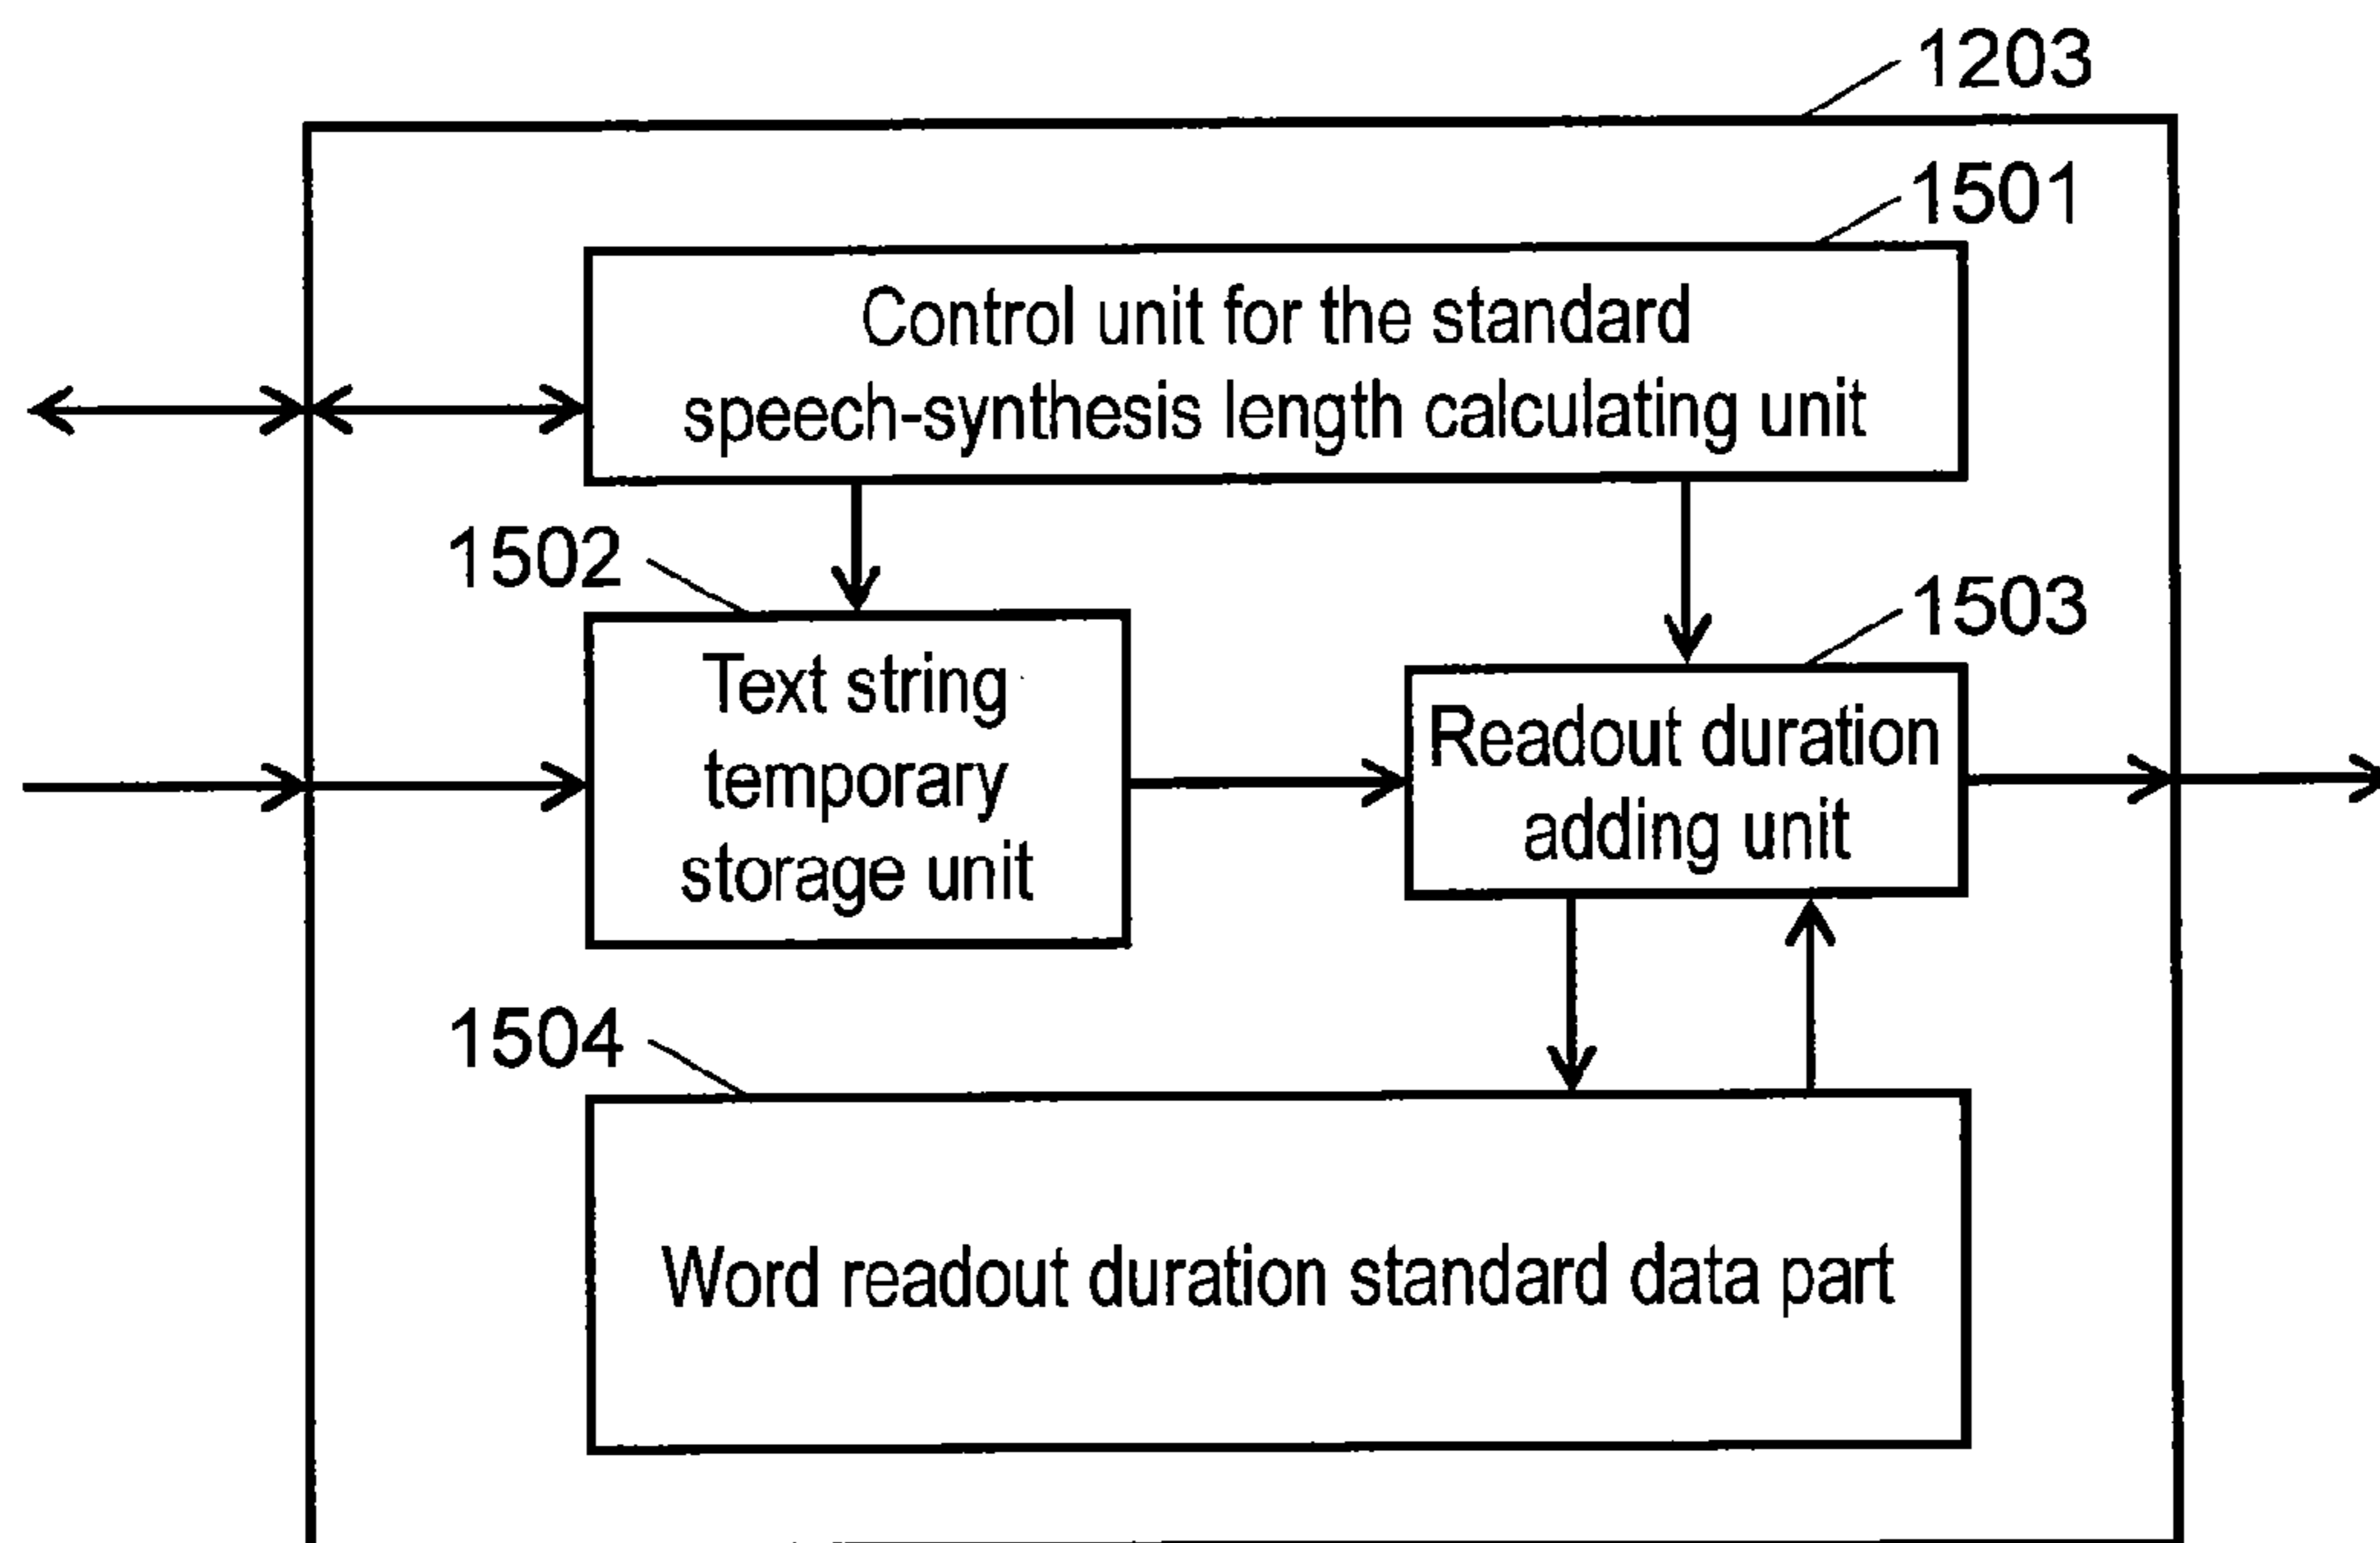 1203
1501
Control unit for the standard
speech-synthesis length calculating unit
1502
1503
Text string
temporary
storage unit
Readout duration
adding unit
1504
Word readout duration standard data part